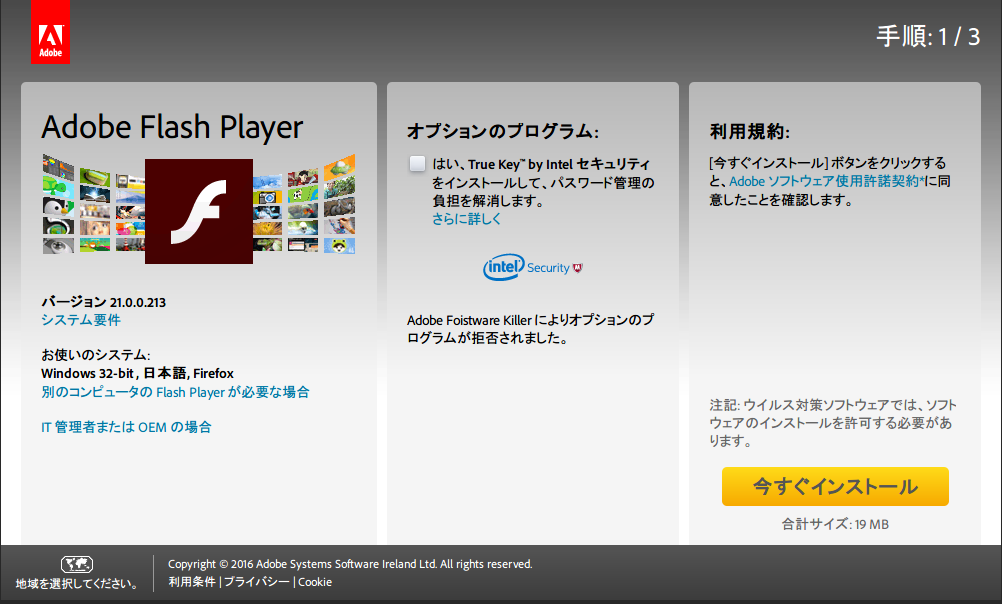 Adobe
手順: 1 / 3
Adobe Flash Player
バージョン 21.0.0.213
システム要件
お使いのシステム:
Windows 32-bit , 日本語, Firefox
別のコンピュータの Flash Player が必要な場合
IT 管理者または OEM の場合
オプションのプログラム:
はい、True Key™ by Intel セキュリティ
をインストールして、パスワード管理の
負担を解消します。
さらに詳しく
intel Security
Adobe Foistware Killer によりオプションのプ
ログラムが拒否されました。
利用規約:
[今すぐインストール] ボタンをクリックする
と、Adobe ソフトウェア使用許諾契約*に同
意したことを確認します。
注記: ウイルス対策ソフトウェアでは、ソフト
ウェアのインストールを許可する必要があ
ります。
今すぐインストール
合計サイズ: 19 MB
地域を選択してください。
Copyright © 2016 Adobe Systems Software Ireland Ltd. All rights reserved.
利用条件 | プライバシー | Cookie